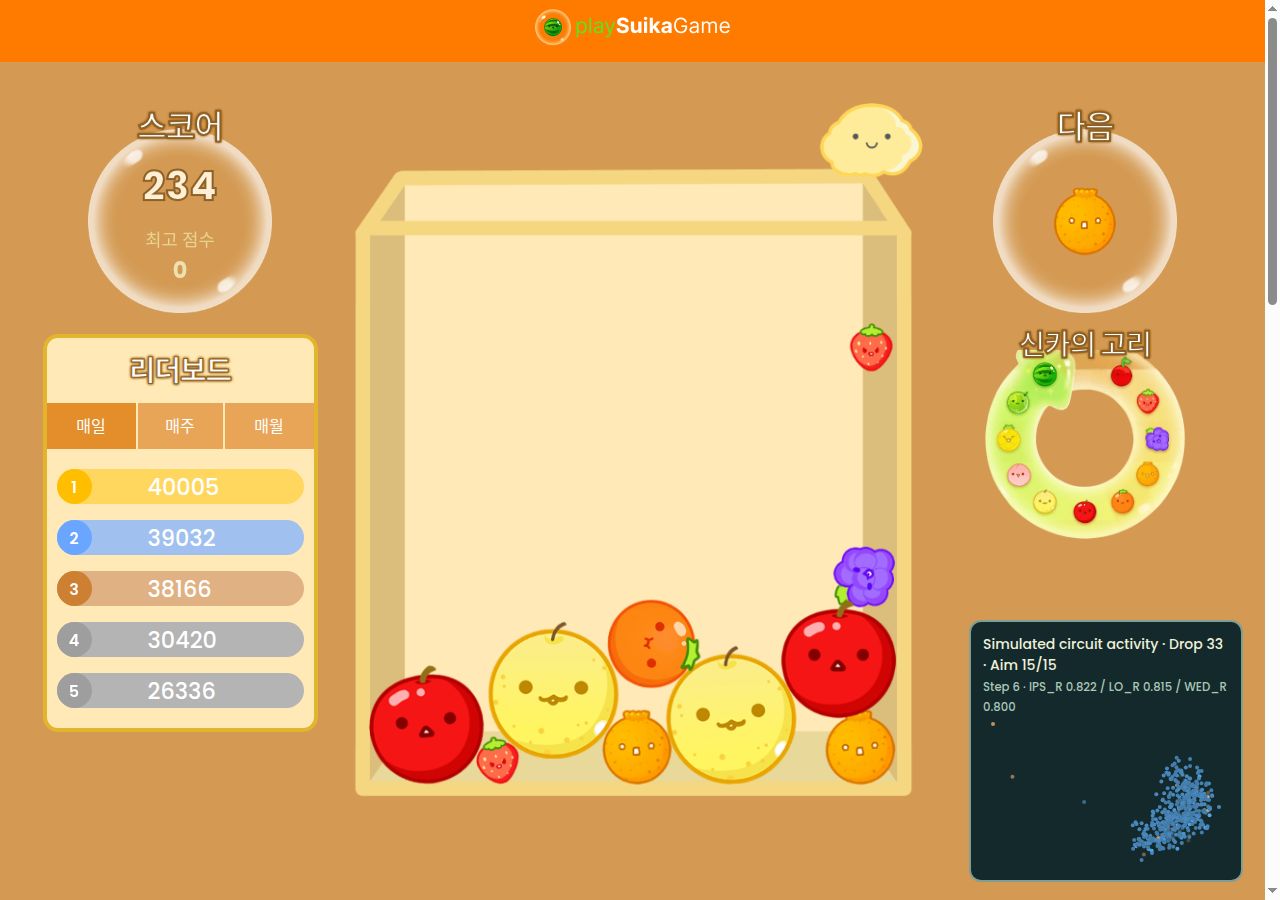 playSuikaGame
스코어
234
최고 점수
0
다음
리더보드
매일 매주 매월
1 40005
2 39032
3 38166
4 30420
5 26336
신카의 고리
Simulated circuit activity · Drop 33
· Aim 15/15
Step 6 · IPS_R 0.822 / LO_R 0.815 / WED_R
0.800